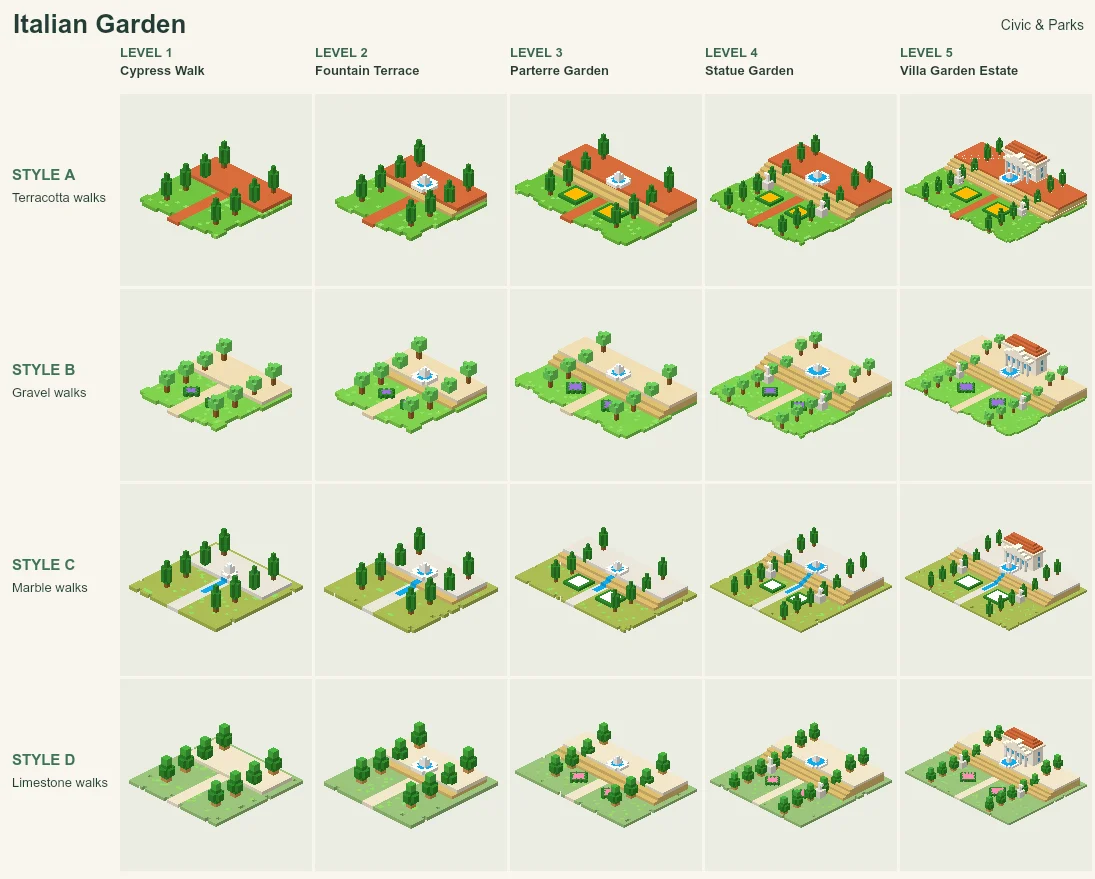 Italian Garden
Civic & Parks
LEVEL 1
Cypress Walk
LEVEL 2
Fountain Terrace
LEVEL 3
Parterre Garden
LEVEL 4
Statue Garden
LEVEL 5
Villa Garden Estate
STYLE A
Terracotta walks
STYLE B
Gravel walks
STYLE C
Marble walks
STYLE D
Limestone walks